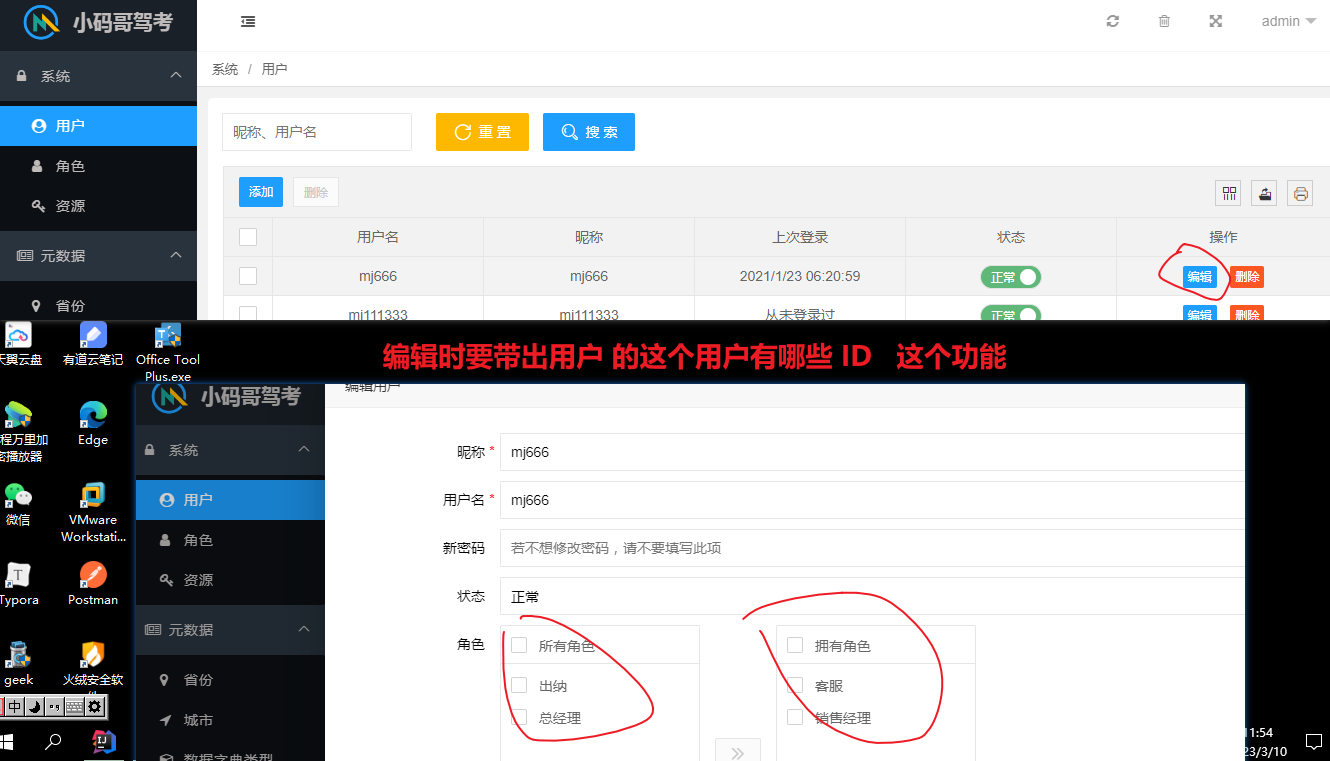 小码哥驾考
admin
系统
系统 / 用户
用户
昵称、用户名
重置
搜索
角色
添加
删除
资源
用户名
昵称
上次登录
状态
操作
元数据
mj666
mj666
2021/1/23 06:20:59
正常
编辑
删除
省份
mj111333
mj111333
从未登录过
正常
编辑
删除
天翼云盘
有道云笔记
Office Tool
Plus.exe
编辑时要带出用户 的这个用户有哪些 ID 这个功能
小码哥驾考
编辑用户
程万里加
密播放器
Edge
系统
昵称 *
mj666
用户
用户名 *
mj666
微信
VMware
Workstati...
角色
新密码
若不想修改密码，请不要填写此项
资源
状态
正常
Typora
Postman
元数据
角色
所有角色
拥有角色
geek
火绒安全软
件
省份
出纳
客服
中
城市
总经理
销售经理
数据字典类型
11:54
23/3/10